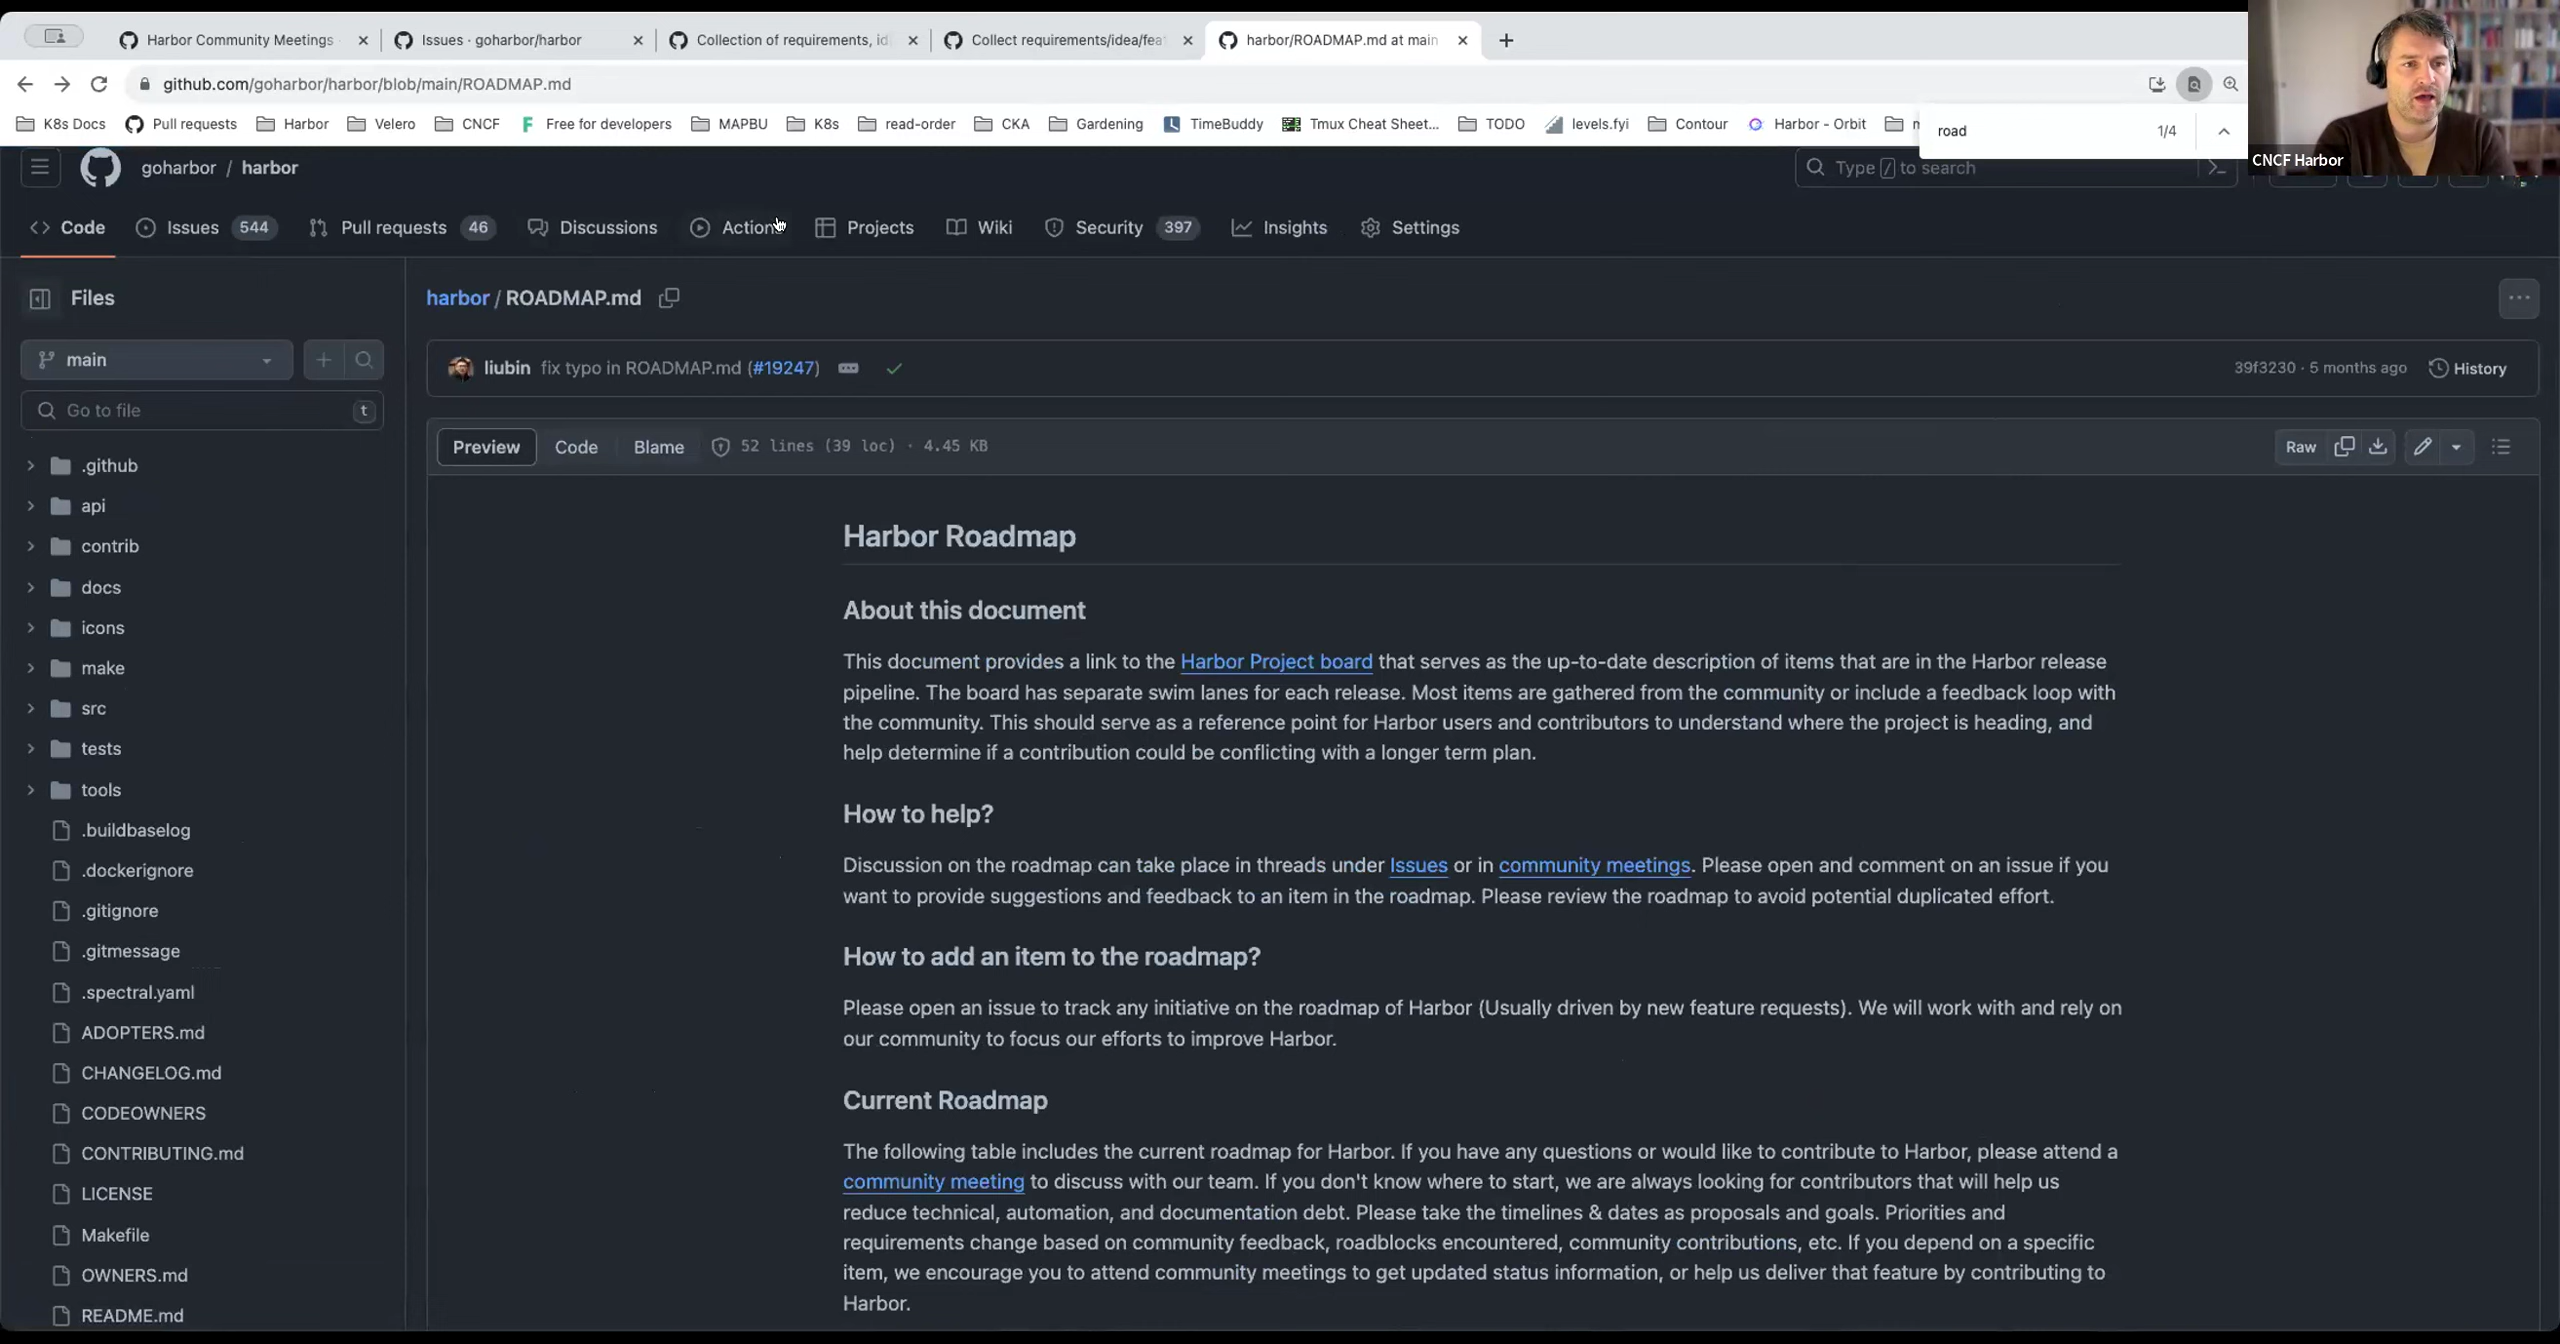 Harbor Community Meetings
Issues · goharbor/harbor
Collection of requirements, id
Collect requirements/idea/fea
harbor/ROADMAP.md at main
github.com/goharbor/harbor/blob/main/ROADMAP.md
K8s Docs
Pull requests
Harbor
Velero
CNCF
Free for developers
MAPBU
K8s
read-order
CKA
Gardening
TimeBuddy
Tmux Cheat Sheet...
TODO
levels.fyi
Contour
Harbor - Orbit
road
1/4
CNCF Harbor
goharbor / harbor
Type / to search
Code
Issues 544
Pull requests 46
Discussions
Actions
Projects
Wiki
Security 397
Insights
Settings
Files
main
Go to file t
.github
api
contrib
docs
icons
make
src
tests
tools
.buildbaselog
.dockerignore
.gitignore
.gitmessage
.spectral.yaml
ADOPTERS.md
CHANGELOG.md
CODEOWNERS
CONTRIBUTING.md
LICENSE
Makefile
OWNERS.md
README.md
harbor / ROADMAP.md
liubin fix typo in ROADMAP.md (#19247)
39f3230 · 5 months ago History
Preview Code Blame 52 lines (39 loc) · 4.45 KB
Raw
Harbor Roadmap
About this document
This document provides a link to the Harbor Project board that serves as the up-to-date description of items that are in the Harbor release
pipeline. The board has separate swim lanes for each release. Most items are gathered from the community or include a feedback loop with
the community. This should serve as a reference point for Harbor users and contributors to understand where the project is heading, and
help determine if a contribution could be conflicting with a longer term plan.
How to help?
Discussion on the roadmap can take place in threads under Issues or in community meetings. Please open and comment on an issue if you
want to provide suggestions and feedback to an item in the roadmap. Please review the roadmap to avoid potential duplicated effort.
How to add an item to the roadmap?
Please open an issue to track any initiative on the roadmap of Harbor (Usually driven by new feature requests). We will work with and rely on
our community to focus our efforts to improve Harbor.
Current Roadmap
The following table includes the current roadmap for Harbor. If you have any questions or would like to contribute to Harbor, please attend a
community meeting to discuss with our team. If you don't know where to start, we are always looking for contributors that will help us
reduce technical, automation, and documentation debt. Please take the timelines & dates as proposals and goals. Priorities and
requirements change based on community feedback, roadblocks encountered, community contributions, etc. If you depend on a specific
item, we encourage you to attend community meetings to get updated status information, or help us deliver that feature by contributing to
Harbor.